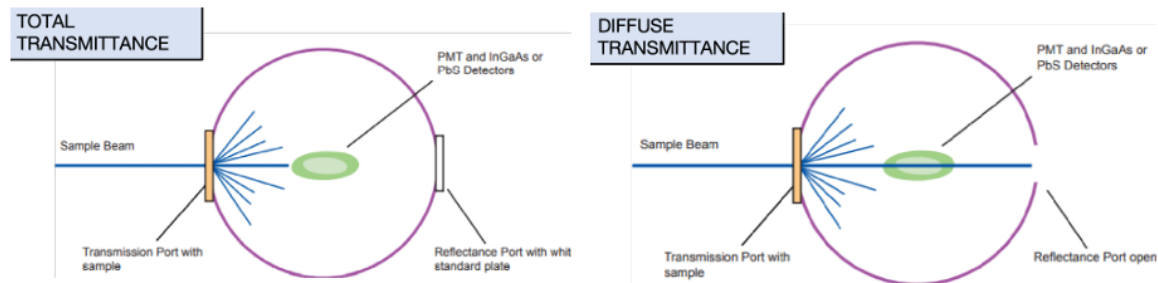 TOTAL
TRANSMITTANCE
PMT and InGaAs or
PbS Detectors
Sample Beam
Transmission Port with
sample
Reflectance Port with whit
standard plate
DIFFUSE
TRANSMITTANCE
PMT and InGaAs or
PbS Detectors
Sample Beam
Transmission Port with
sample
Reflectance Port open